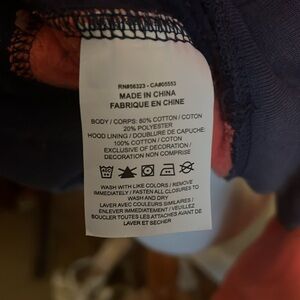 RN#56323 - CA#05553
MADE IN CHINA
FABRIQUE EN CHINE
BODY / CORPS: 80% COTTON / COTON
20% POLYESTER
HOOD LINING / DOUBLURE DE CAPUCHE:
100% COTTON / COTON
EXCLUSIVE OF DECORATION /
DECORATION NON COMPRISE
WASH WITH LIKE COLORS / REMOVE
IMMEDIATELY / FASTEN ALL CLOSURES TO
WASH AND DRY
LAVER AVEC COULEURS SIMILAIRES /
ENLEVER IMMEDIATEMENT / VEUILLEZ
BOUCLER TOUTES LES ATTACHES AVANT DE
LAVER ET SECHER